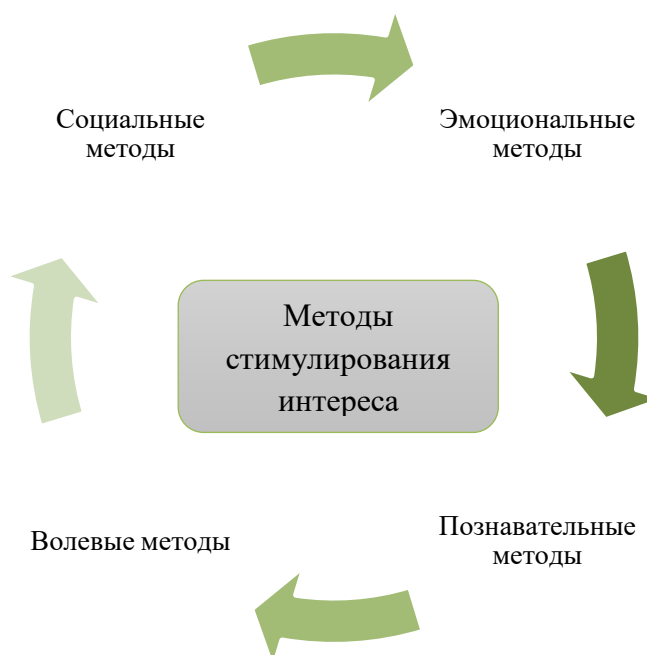 Социальные
методы
Эмоциональные
методы
Методы
стимулирования
интереса
Волевые методы
Познавательные
методы